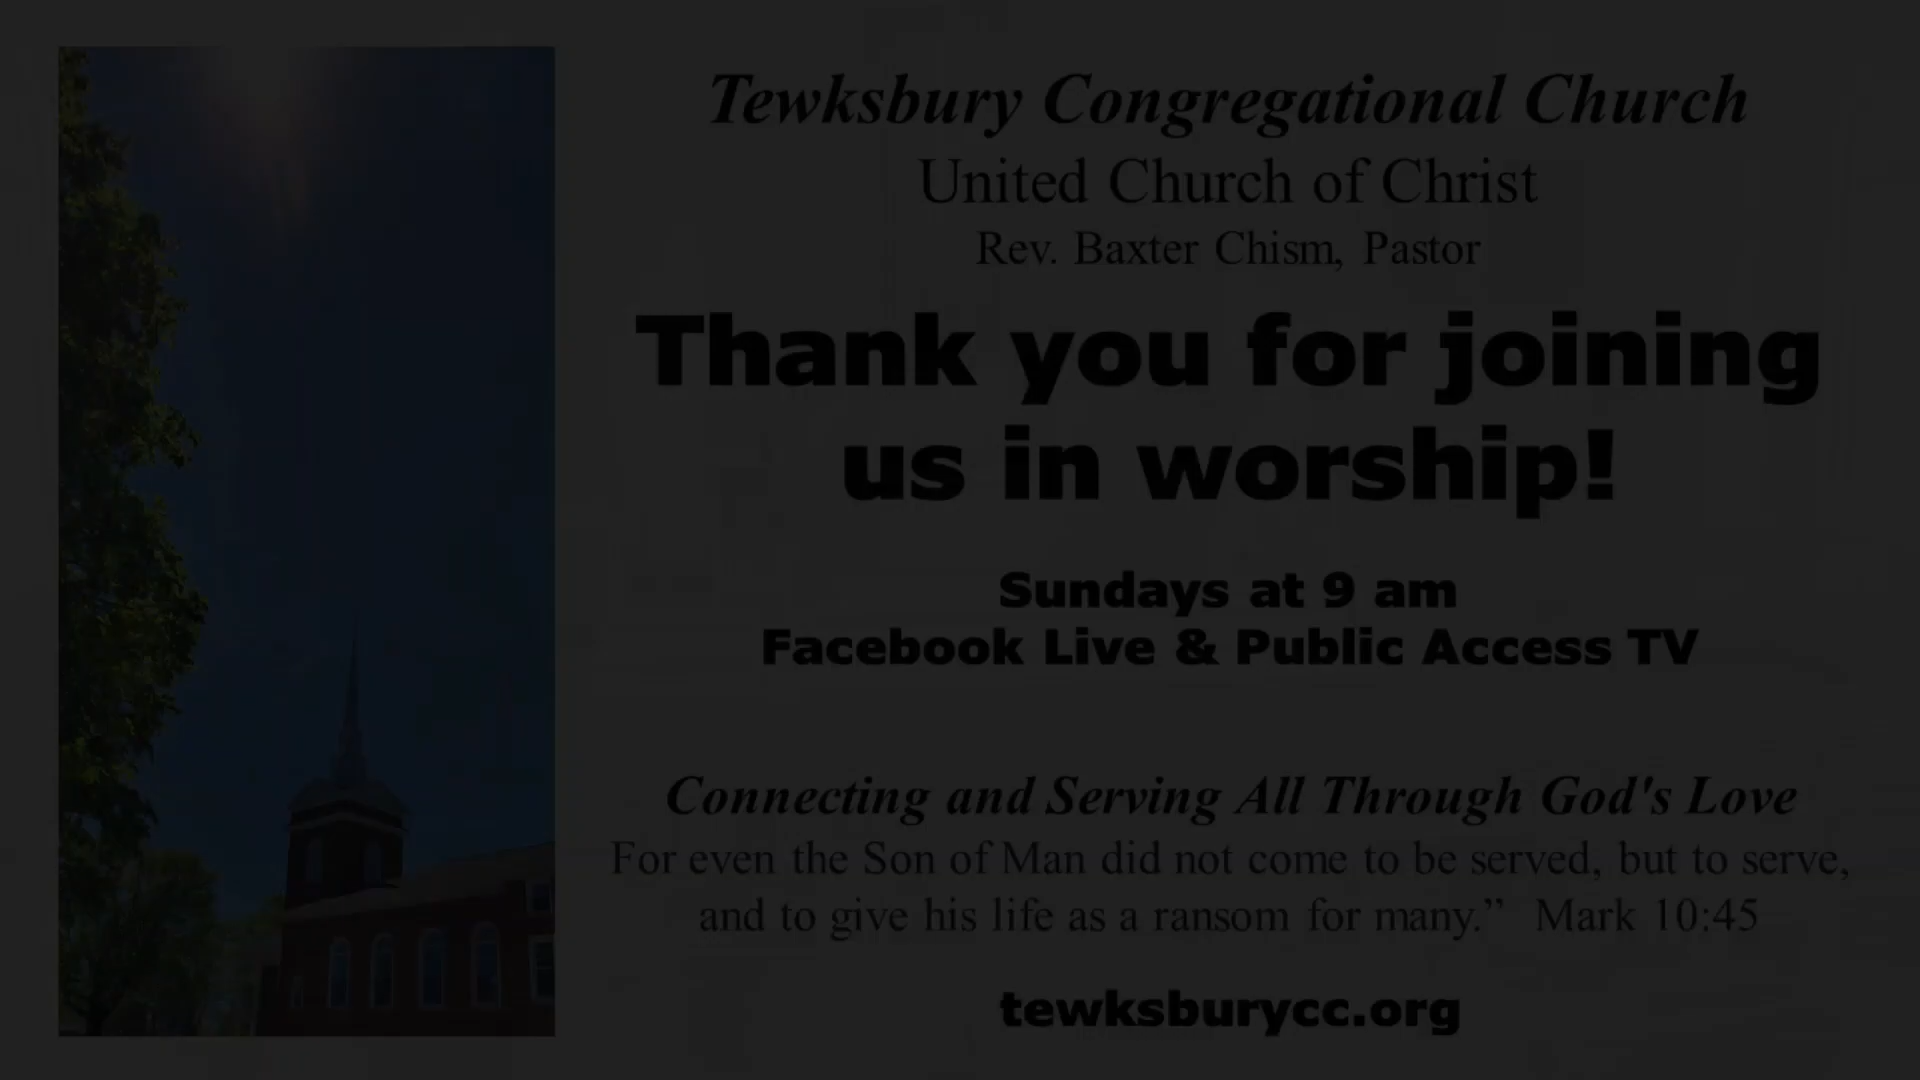 Tewksbury Congregational Church
United Church of Christ
Rev. Baxter Chism, Pastor
Thank you for joining
us in worship!
Sundays at 9 am
Facebook Live & Public Access TV
Connecting and Serving All Through God's Love
For even the Son of Man did not come to be served, but to serve,
and to give his life as a ransom for many.”  Mark 10:45
tewksburycc.org